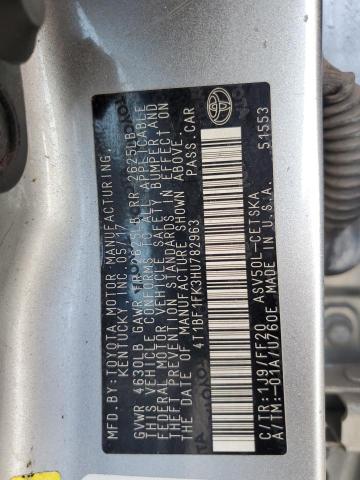 MFD.BY:TOYOTA MOTOR MANUFACTURING,
KENTUCKY, INC. 05/17
GVWR 4630LB GAWR FR 2625LB RR 2625LB
THIS VEHICLE CONFORMS TO ALL APPLICABLE
FEDERAL MOTOR VEHICLE SAFETY, BUMPER, AND
THEFT PREVENTION STANDARDS IN EFFECT ON
THE DATE OF MANUFACTURE SHOWN ABOVE.
4T1BF1FK3HU782963 PASS.CAR
TOYOTA
C/TR:1J9/FF20 ASV50L-CETSKA
A/TM:-01A/U760E MADE IN U.S.A. 51553